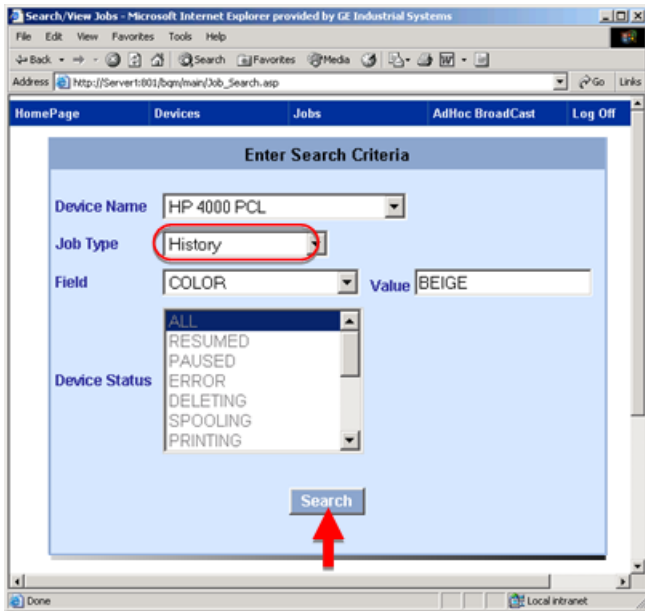 Search/View Jobs - Microsoft Internet Explorer provided by GE Industrial Systems
File Edit View Favorites Tools Help
Back Search Favorites Media
Address http://Server1:801/bqm/main/Job_Search.asp Go Links
HomePage Devices Jobs AdHoc BroadCast Log Off
Enter Search Criteria
Device Name HP 4000 PCL
Job Type History
Field COLOR Value BEIGE
Device Status
ALL
RESUMED
PAUSED
ERROR
DELETING
SPOOLING
PRINTING
Search
Done Local intranet